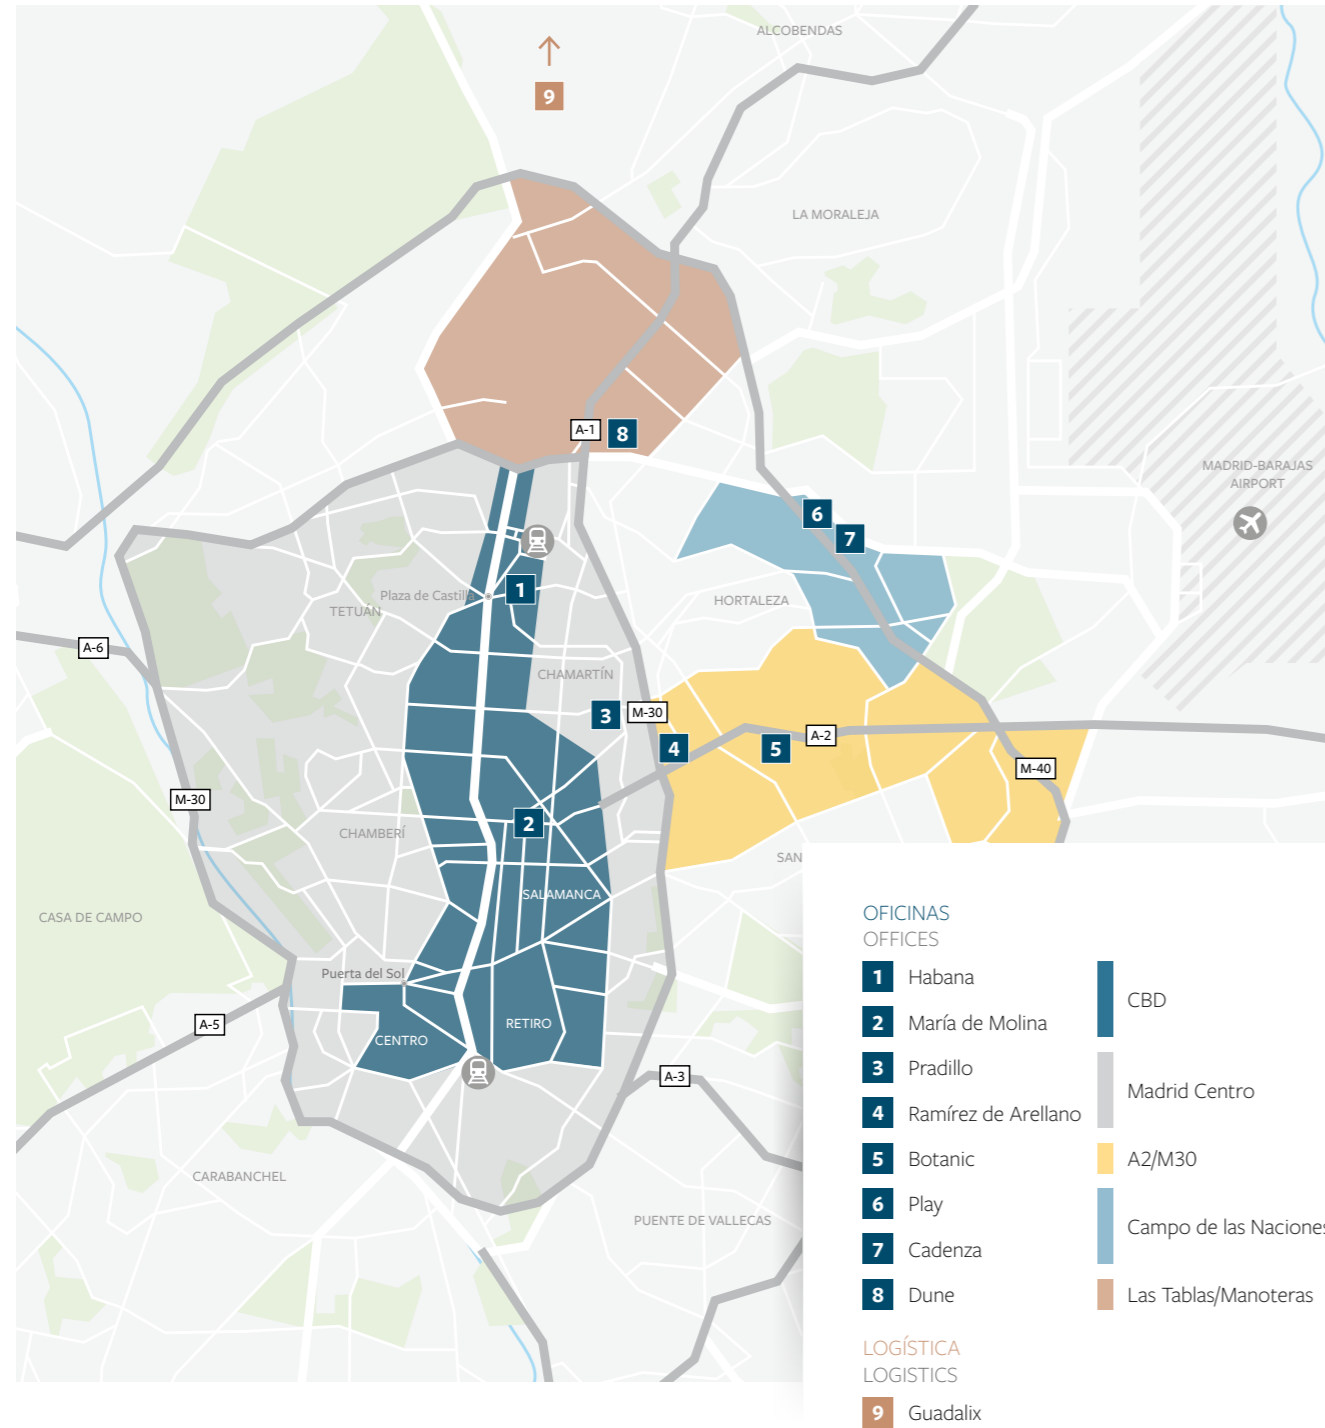 ALCOBENDAS
9
LA MORALEJA
A-1
8
MADRID-BARAJAS
AIRPORT
6
7
1
Plaza de Castilla
TETUÁN
HORTALEZA
A-6
CHAMARTÍN
3
M-30
4
5
A-2
M-40
M-30
2
CHAMBERÍ
SAN
SALAMANCA
CASA DE CAMPO
Puerta del Sol
A-5
RETIRO
CENTRO
A-3
CARABANCHEL
PUENTE DE VALLECAS
OFICINAS
OFFICES
1 Habana
2 María de Molina
3 Pradillo
4 Ramírez de Arellano
5 Botanic
6 Play
7 Cadenza
8 Dune
CBD
Madrid Centro
A2/M30
Campo de las Naciones
Las Tablas/Manoteras
LOGÍSTICA
LOGISTICS
9 Guadalix